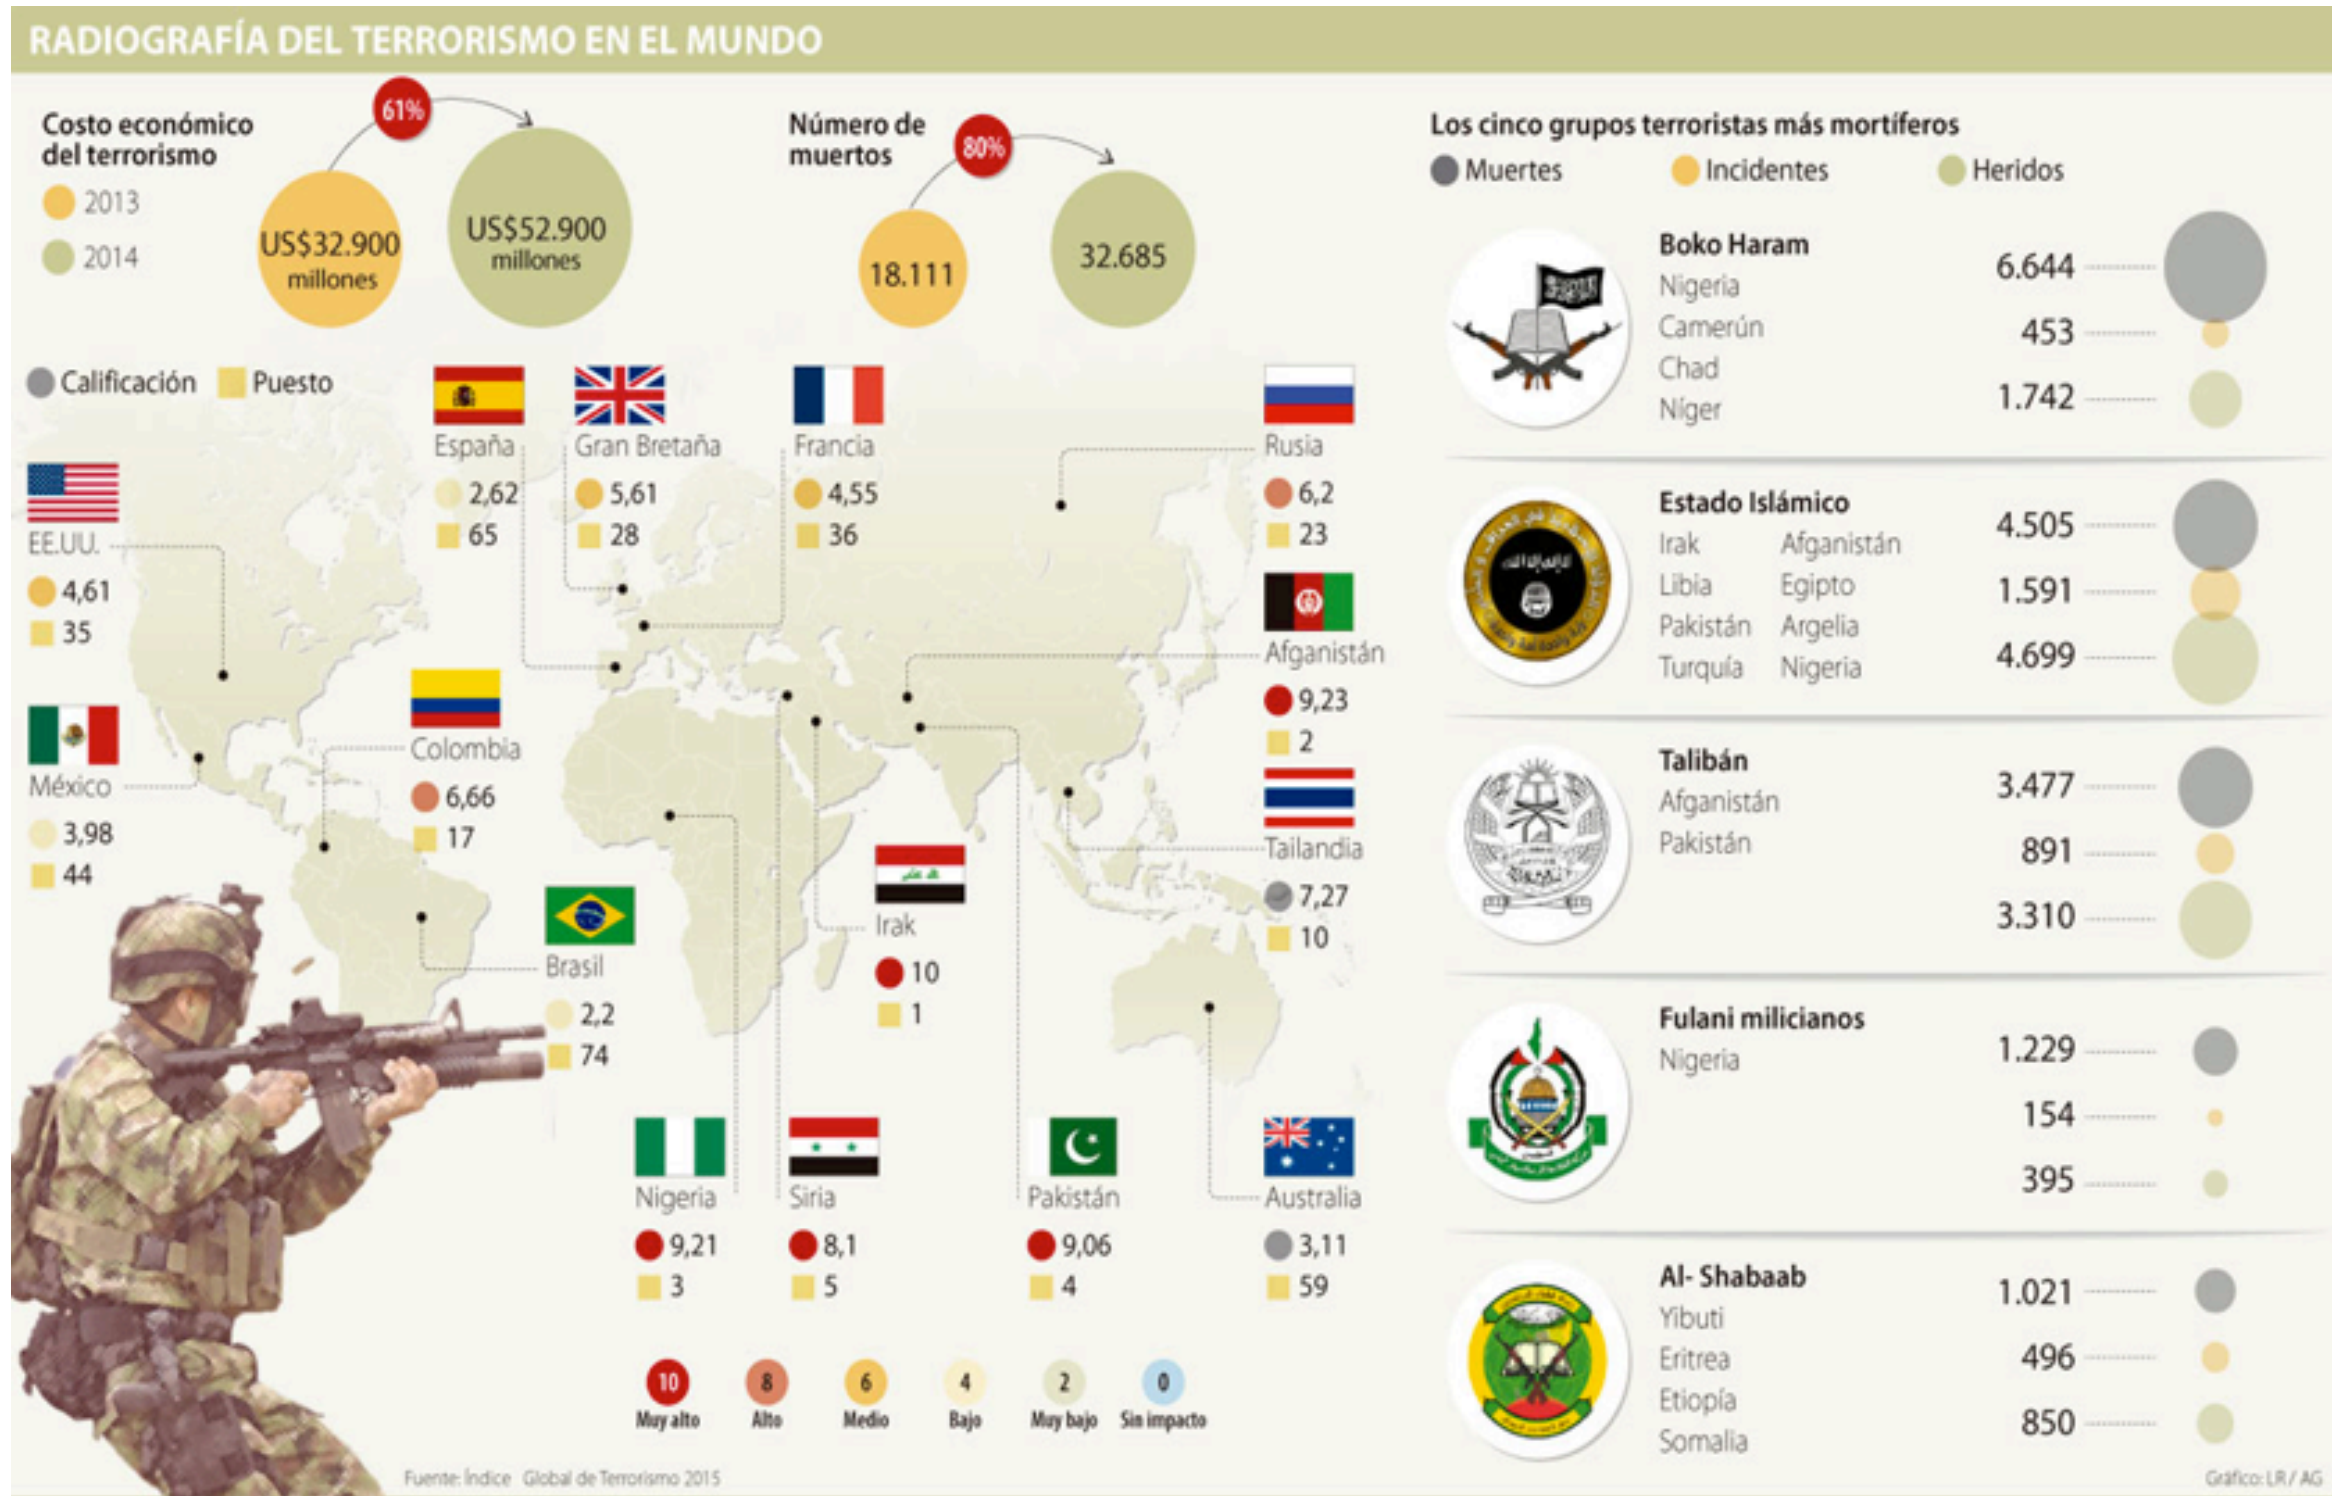 RADIOGRAFÍA DEL TERRORISMO EN EL MUNDO
Costo económico
del terrorismo
2013
2014
61%
US$32.900
millones
US$52.900
millones
Número de
muertos
80%
18.111
32.685
Calificación
Puesto
EE.UU.
4,61
35
México
3,98
44
España
2,62
65
Gran Bretaña
5,61
28
Francia
4,55
36
Rusia
6,2
23
Afganistán
9,23
2
Colombia
6,66
17
Tailandia
7,27
10
Brasil
2,2
74
Irak
10
1
Nigeria
9,21
3
Siria
8,1
5
Pakistán
9,06
4
Australia
3,11
59
10
Muy alto
8
Alto
6
Medio
4
Bajo
2
Muy bajo
0
Sin impacto
Fuente: Índice Global de Terrorismo 2015
Los cinco grupos terroristas más mortíferos
Muertes
Incidentes
Heridos
Boko Haram
Nigeria
Camerún
Chad
Níger
6.644
453
1.742
Estado Islámico
Irak Afganistán
Libia Egipto
Pakistán Argelia
Turquía Nigeria
4.505
1.591
4.699
Talibán
Afganistán
Pakistán
3.477
891
3.310
Fulani milicianos
Nigeria
1.229
154
395
Al- Shabaab
Yibuti
Eritrea
Etiopía
Somalia
1.021
496
850
Gráfico: LR / AG